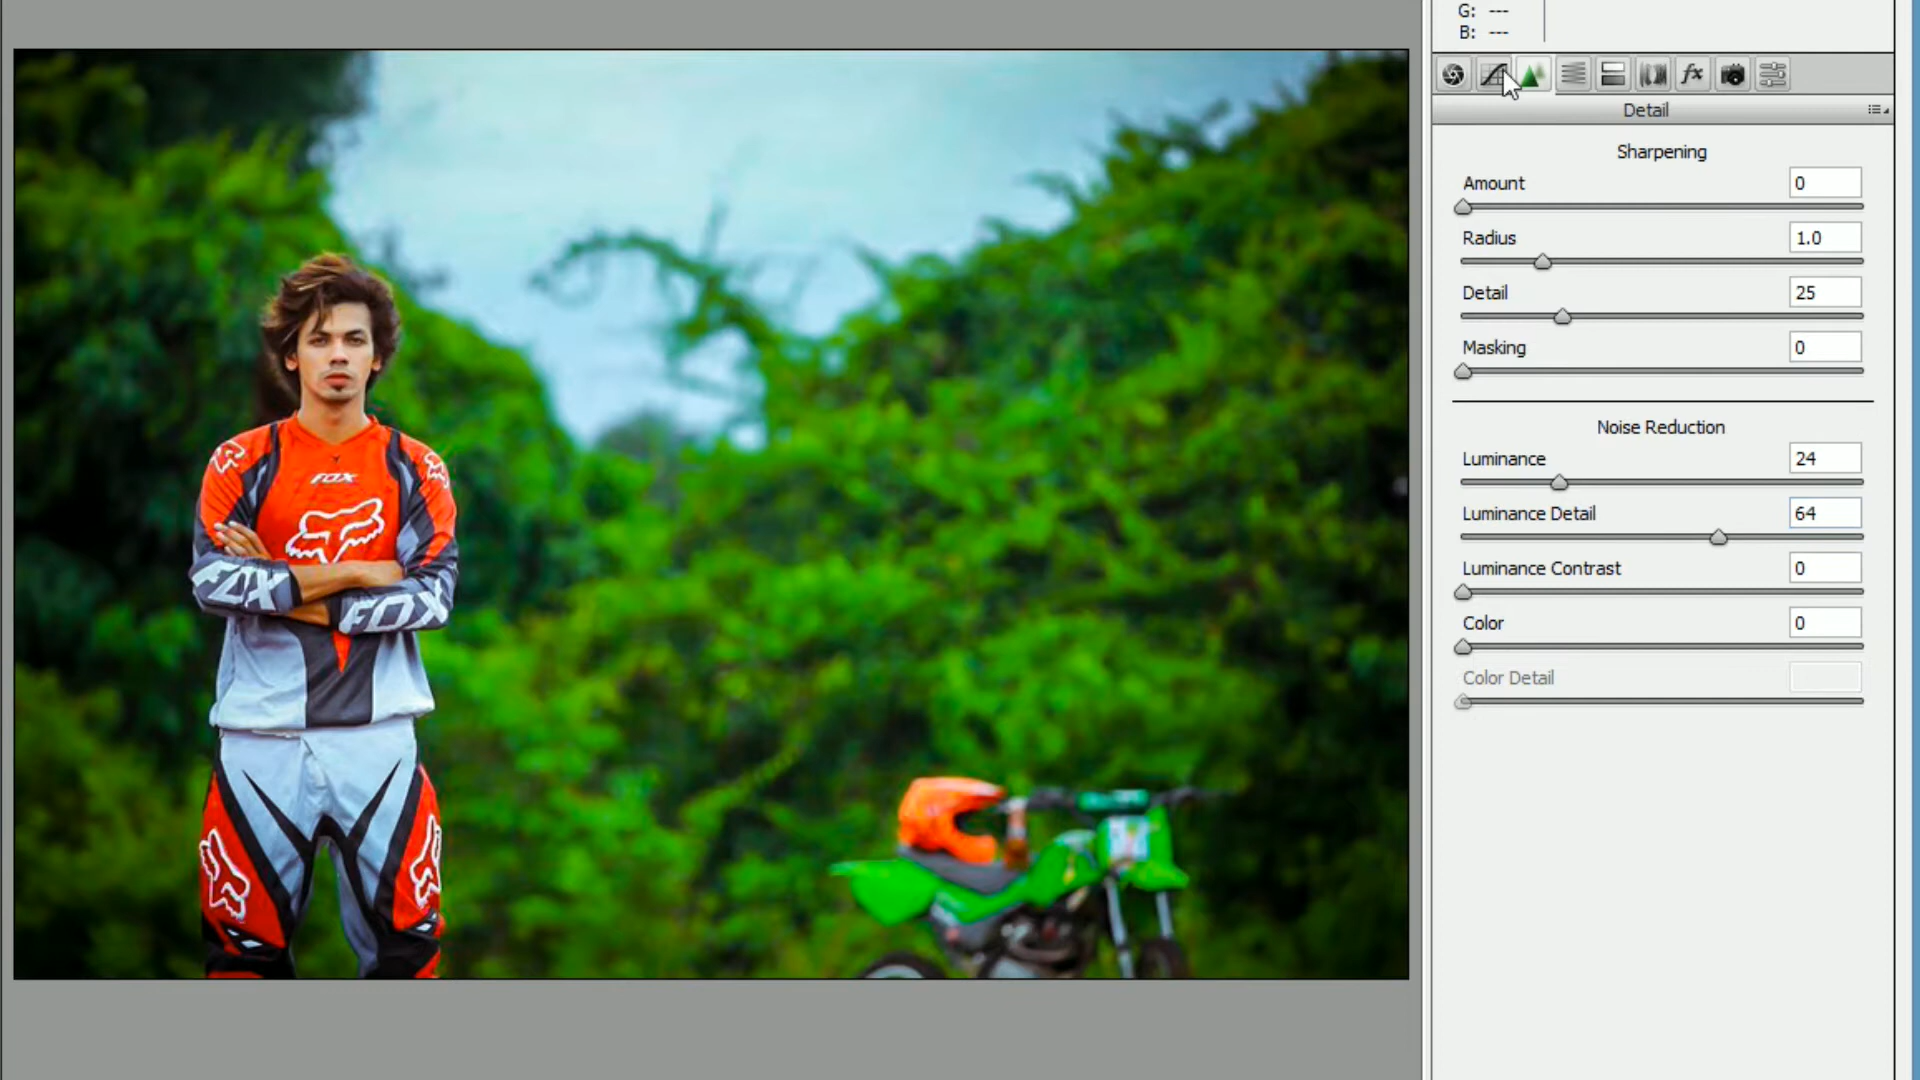 G: ---
B: ---
fx
Detail
Sharpening
Amount 0
Radius 1.0
Detail 25
Masking 0
Noise Reduction
Luminance 24
Luminance Detail 64
Luminance Contrast 0
Color 0
Color Detail
FOX
FOX FOX